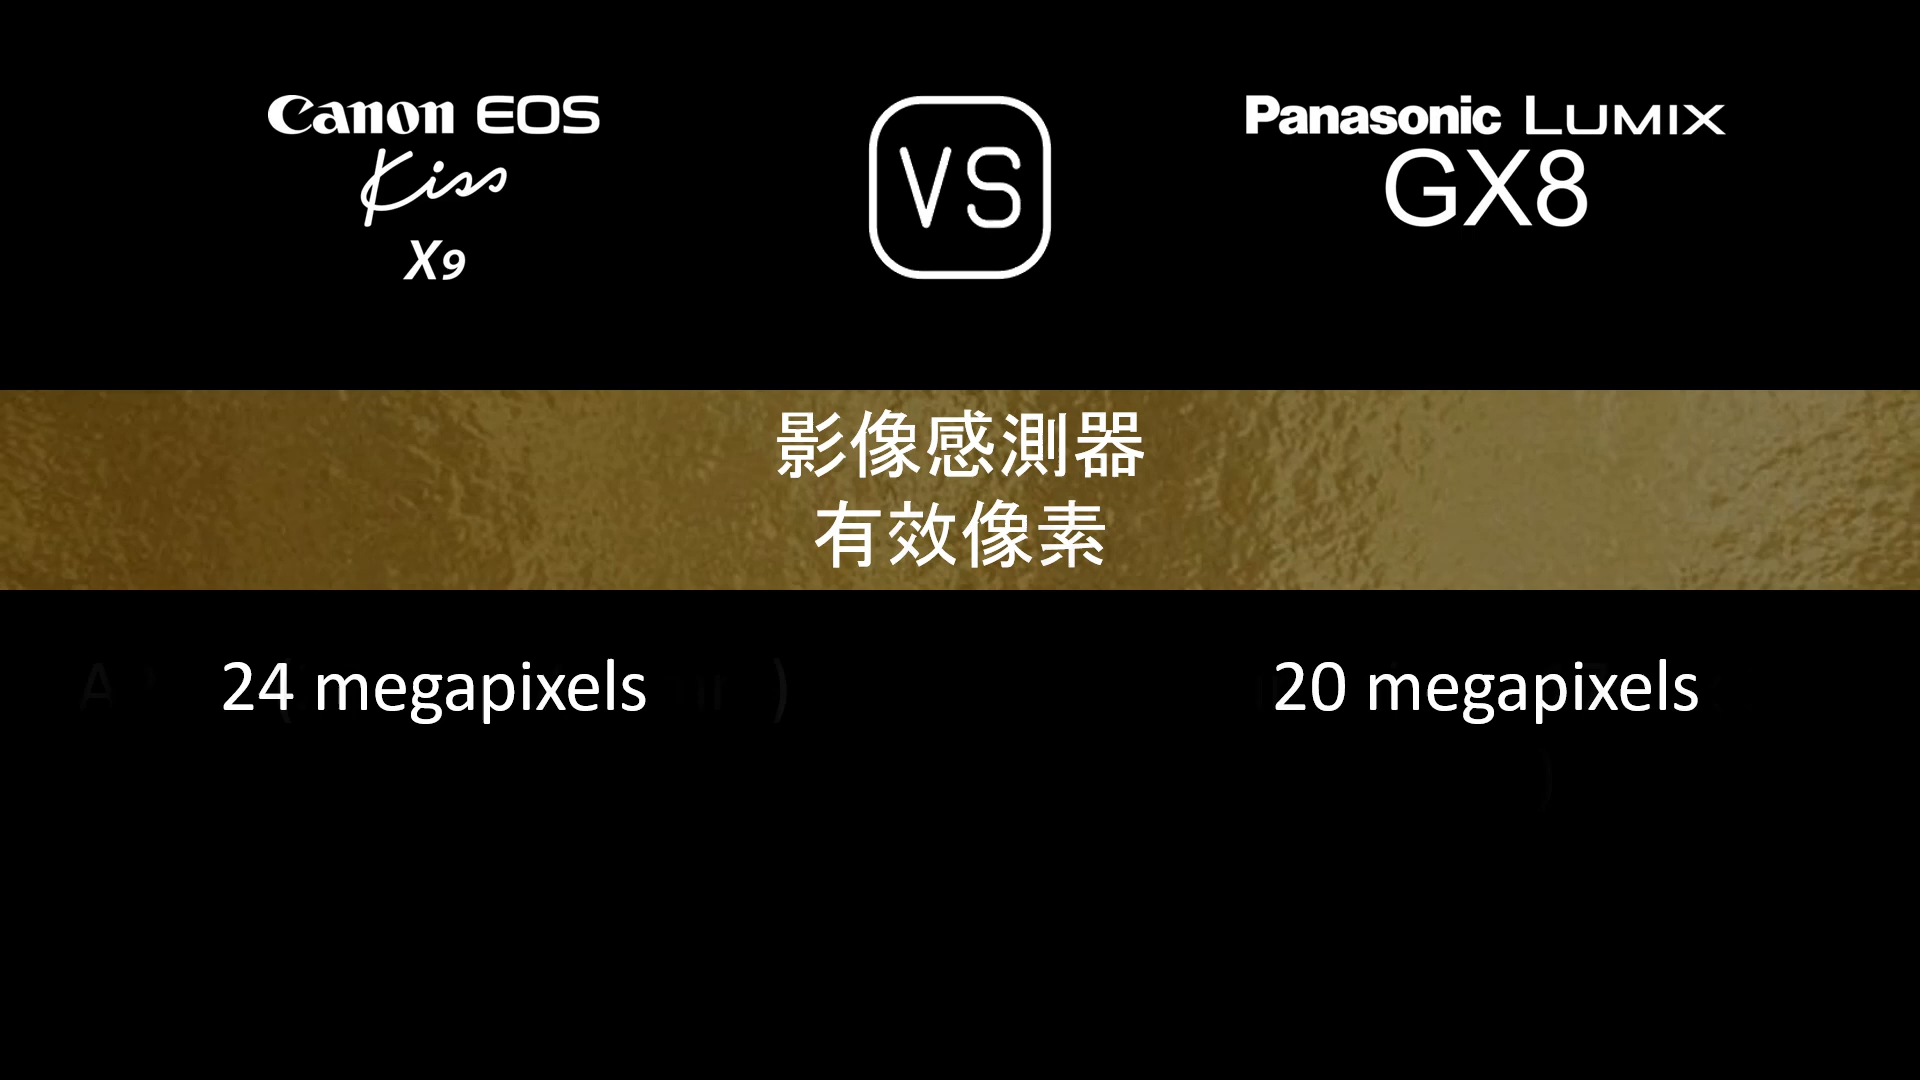 Canon EOS
Kiss
X9
VS
Panasonic LUMIX
GX8
影像感測器
有效像素
24 megapixels
20 megapixels